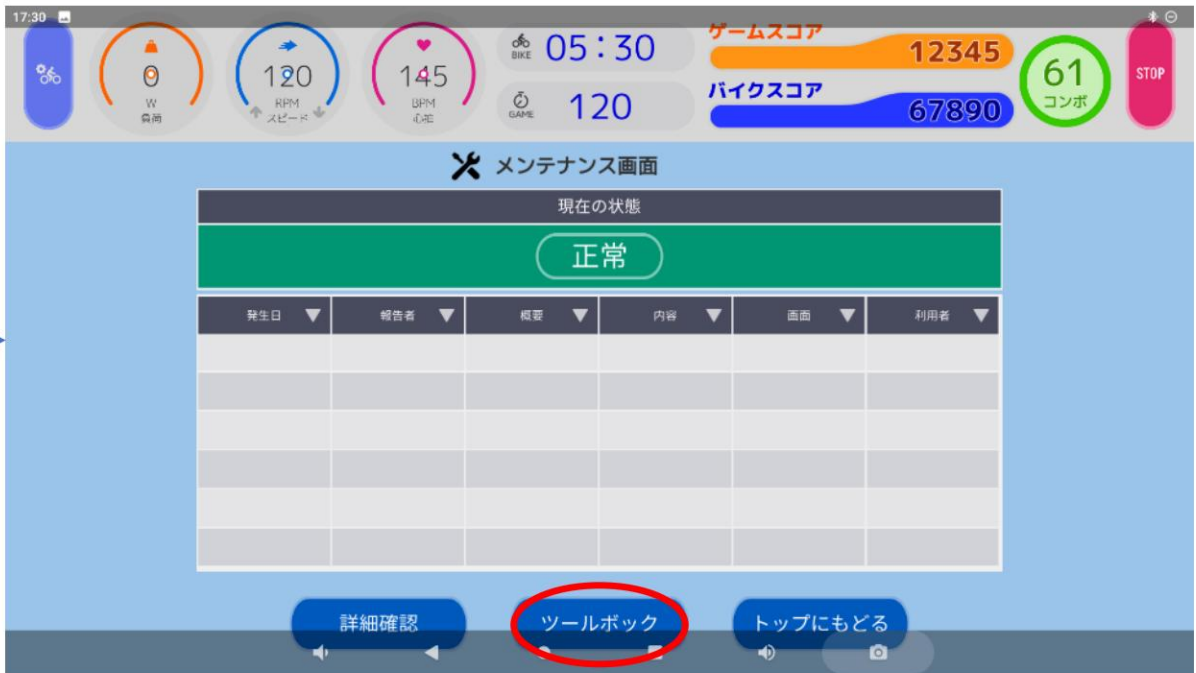 17:30
0
W
負荷
120
RPM
スピード
145
BPM
心拍
BIKE
05：30
GAME
120
ゲームスコア
12345
バイクスコア
67890
61
コンボ
STOP
メンテナンス画面
現在の状態
正常
発生日 ▼ 報告者 ▼ 概要 ▼ 内容 ▼ 画面 ▼ 利用者 ▼
詳細確認 ツールボック トップにもどる